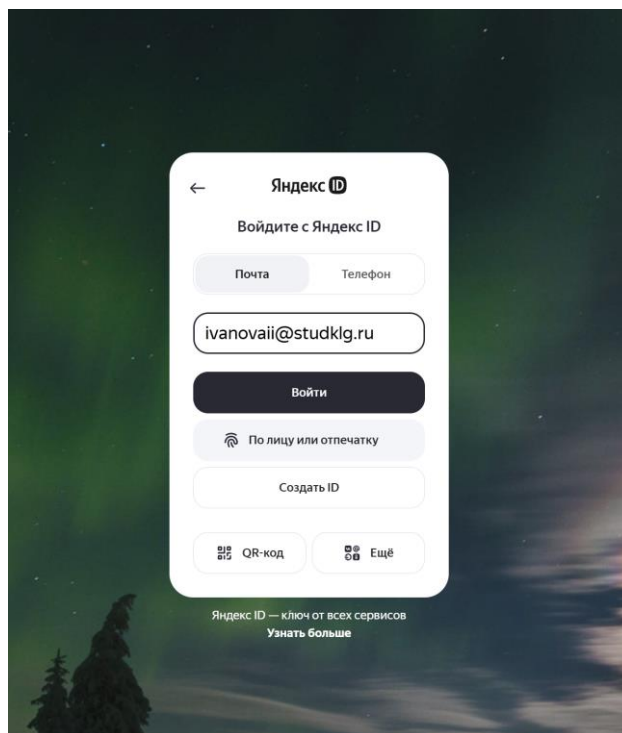 Яндекс ID
Войдите с Яндекс ID
Почта Телефон
ivanovaii@studklg.ru
Войти
По лицу или отпечатку
Создать ID
QR-код Ещё
Яндекс ID — ключ от всех сервисов
Узнать больше